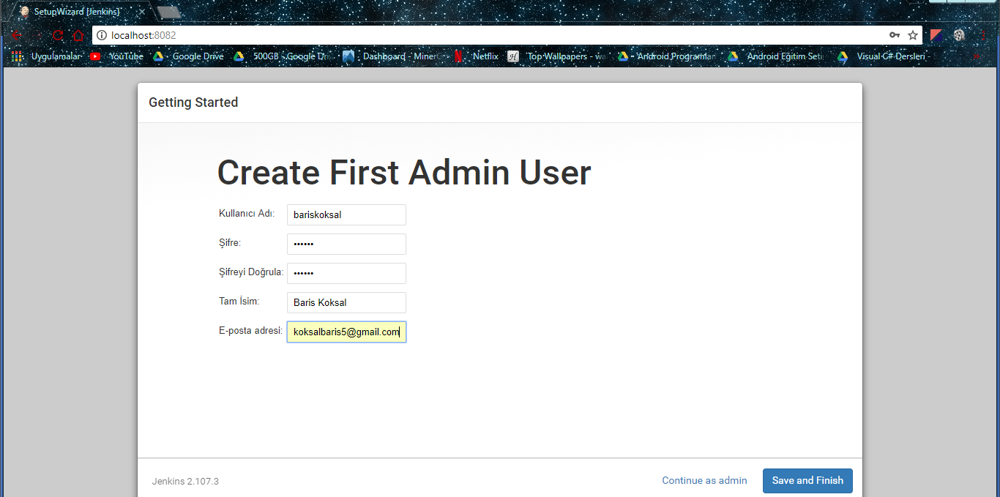 SetupWizard [Jenkins]
localhost:8082
Uygulamalar YouTube Google Drive 500GB - Google Dri Dashboard - Miner Netflix H Top Wallpapers - wa Android Programlar Android Eğitim Seti Visual C# Dersleri - S
Getting Started
Create First Admin User
Kullanıcı Adı: bariskoksal
Şifre: ••••••
Şifreyi Doğrula: ••••••
Tam İsim: Baris Koksal
E-posta adresi: koksalbaris5@gmail.com
Jenkins 2.107.3 Continue as admin Save and Finish